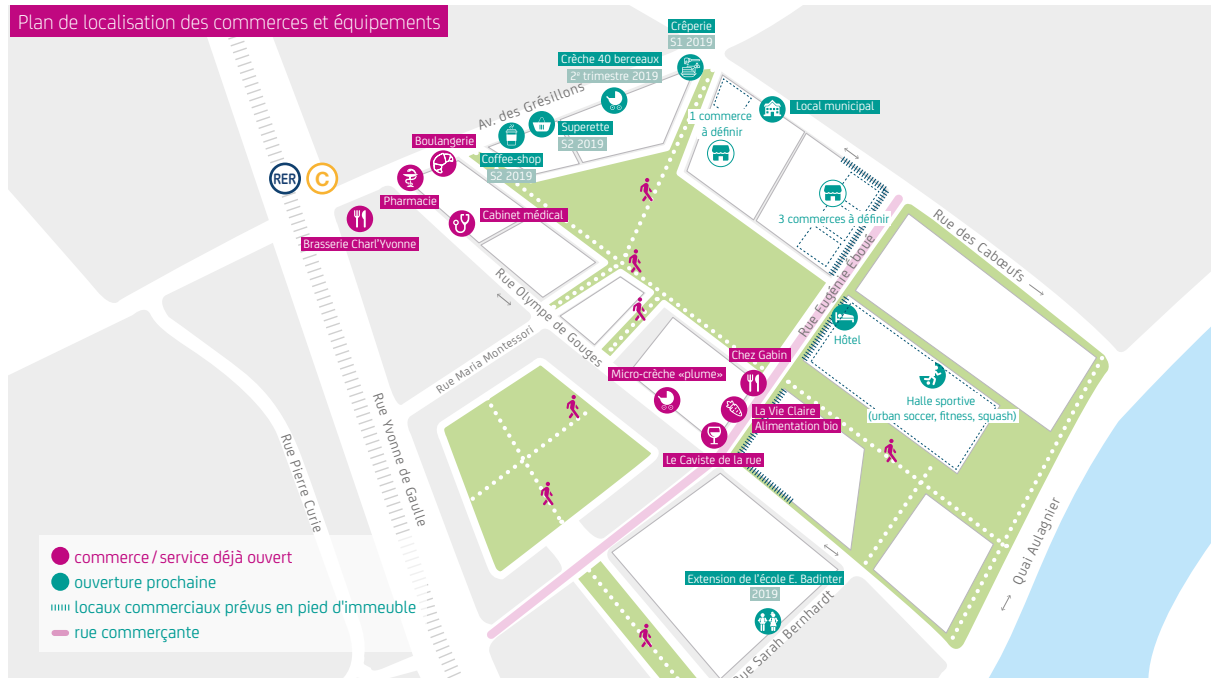 Plan de localisation des commerces et équipements
Crêperie
S1 2019
Crèche 40 berceaux
2e trimestre 2019
Av. des Grésillons
Local municipal
1 commerce
à définir
Superette
S2 2019
Boulangerie
Coffee-shop
S2 2019
RER
C
Pharmacie
Cabinet médical
Brasserie Charl'Yvonne
3 commerces à définir
Rue des Cabœufs
Rue Eugénie Éboué
Rue Olympe de Gouges
Rue Maria Montessori
Hôtel
Chez Gabin
Micro-crèche «plume»
La Vie Claire
Alimentation bio
Le Caviste de la rue
Halle sportive
(urban soccer, fitness, squash)
Rue Yvonne de Gaulle
Rue Pierre Curie
Quai Aulagnier
Extension de l'école E. Badinter
2019
Rue Sarah Bernhardt
commerce/service déjà ouvert
ouverture prochaine
locaux commerciaux prévus en pied d'immeuble
rue commerçante